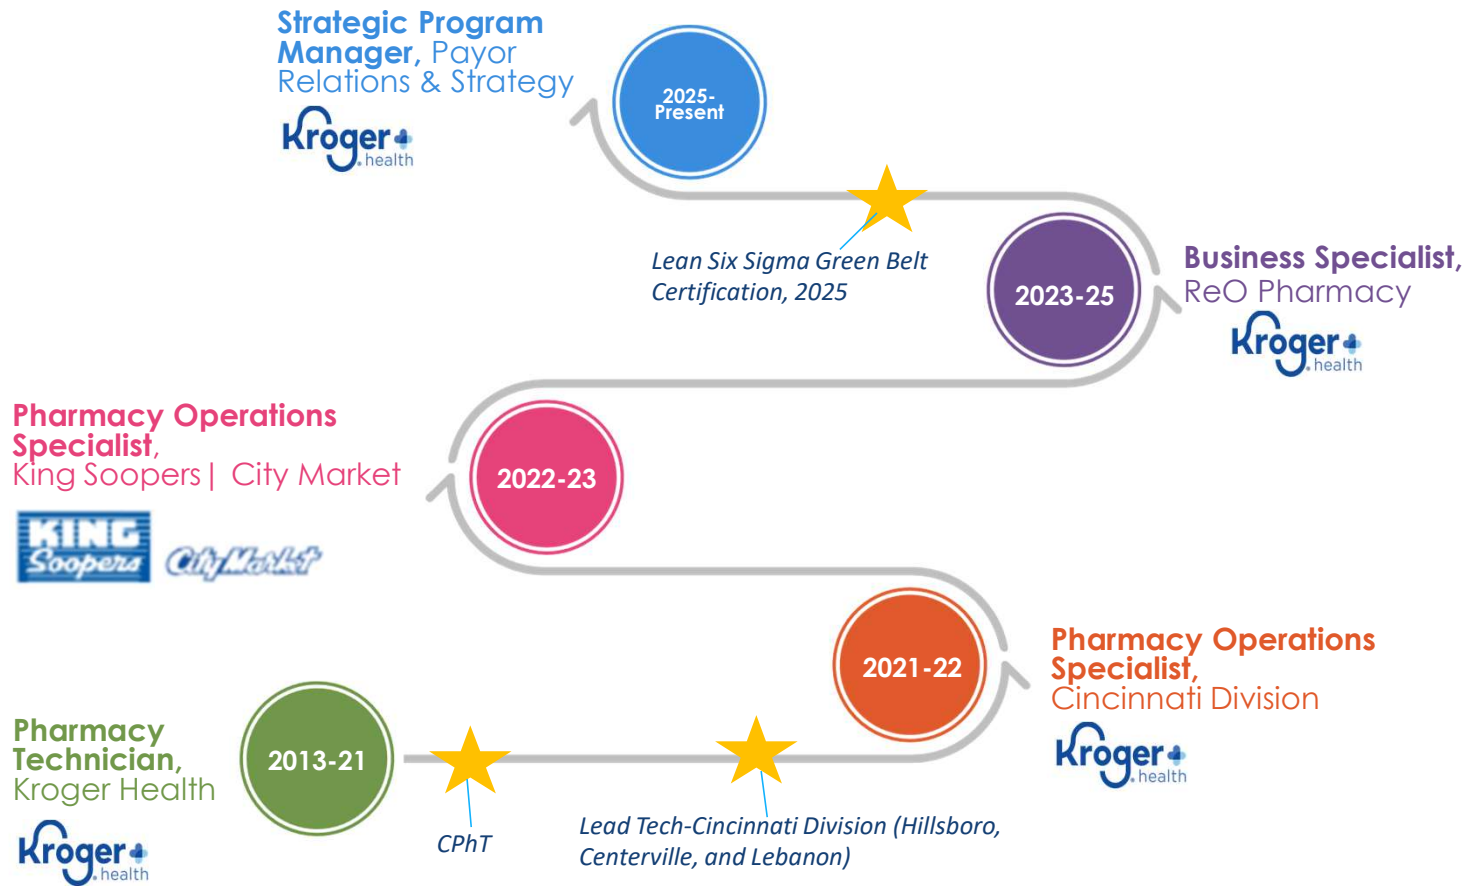 Strategic Program
Manager, Payor
Relations & Strategy
Kroger
health
2025-
Present
Lean Six Sigma Green Belt
Certification, 2025
2023-25
Business Specialist,
ReO Pharmacy
Kroger
health
Pharmacy Operations
Specialist,
King Soopers| City Market
KING
Soopers
City Market
2022-23
2021-22
Pharmacy Operations
Specialist,
Cincinnati Division
Kroger
health
Pharmacy
Technician,
Kroger Health
Kroger
health
2013-21
CPhT
Lead Tech-Cincinnati Division (Hillsboro,
Centerville, and Lebanon)